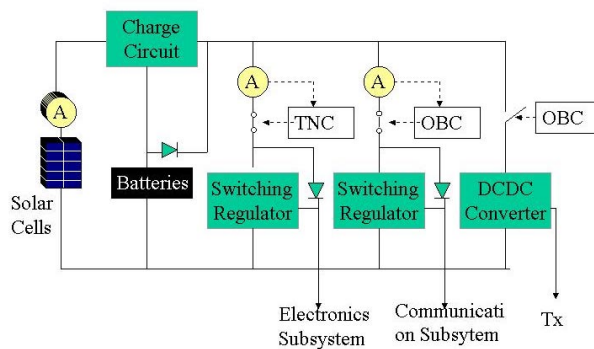 Charge
Circuit
A
A
A
TNC
OBC
OBC
Batteries
Switching
Regulator
Switching
Regulator
DCDC
Converter
Solar
Cells
Electronics
Subsystem
Communicati
on Subsytem
Tx